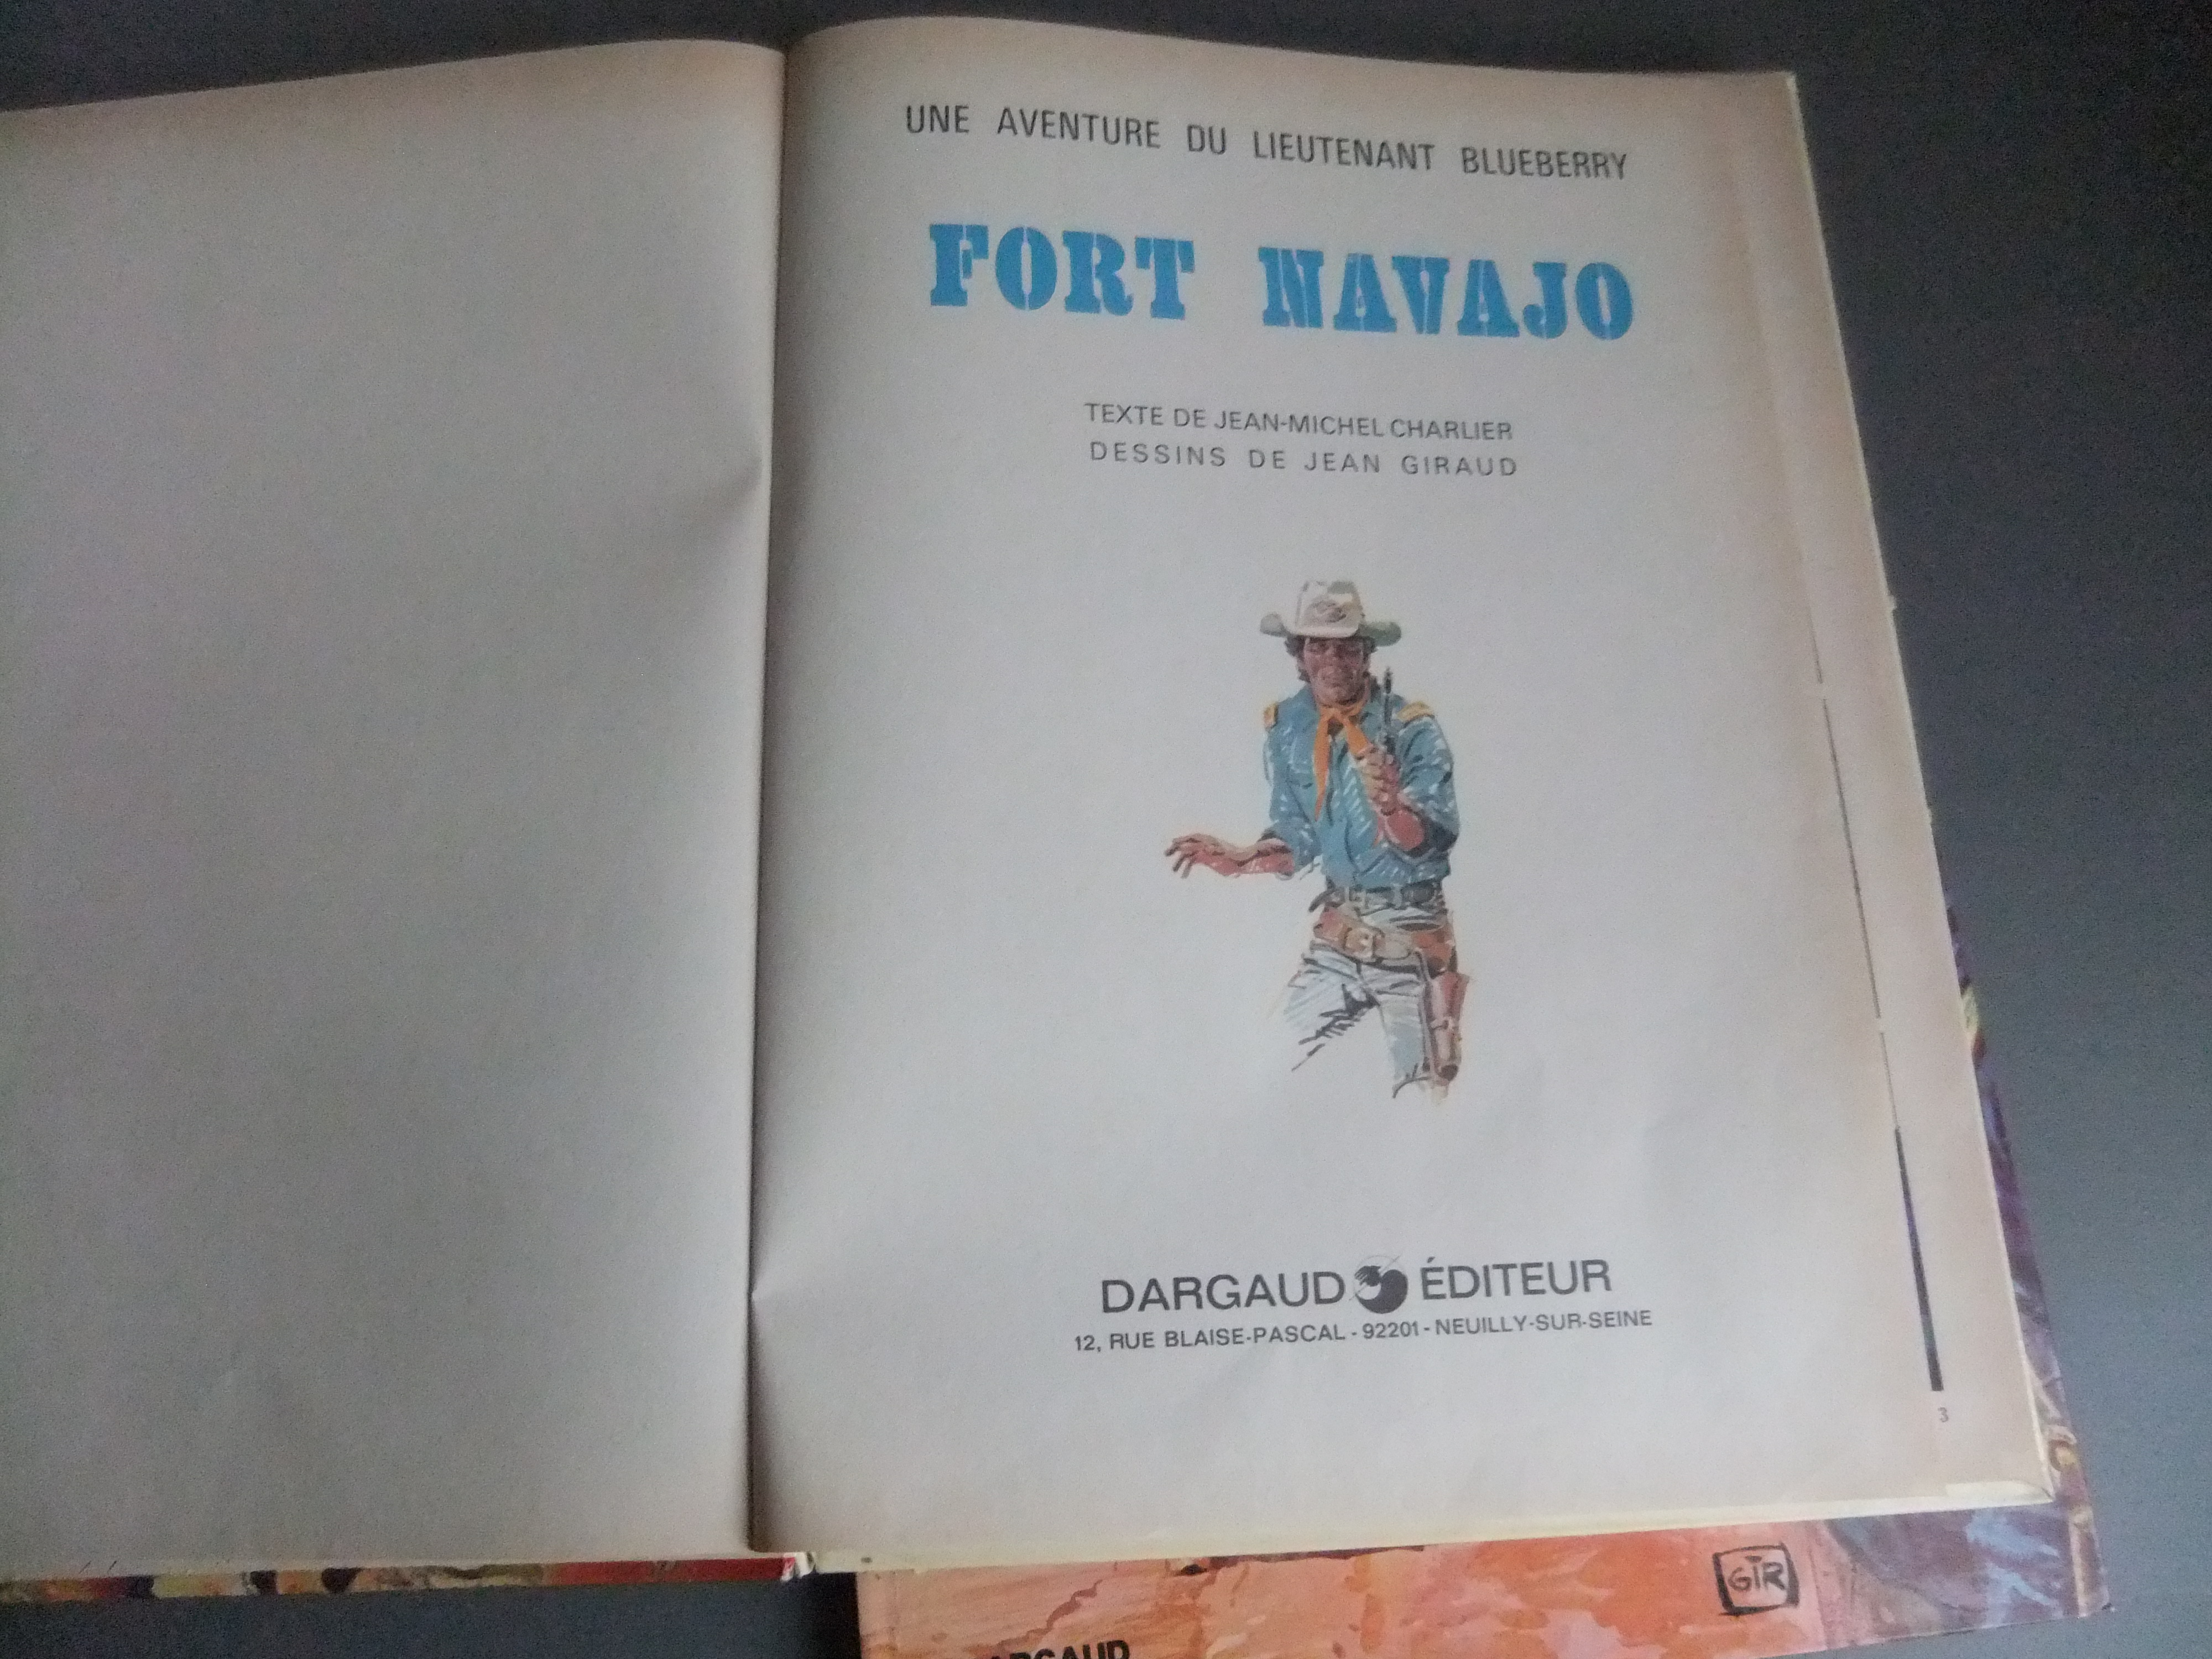 UNE AVENTURE DU LIEUTENANT BLUEBERRY
FORT NAVAJO
TEXTE DE JEAN-MICHEL CHARLIER
DESSINS DE JEAN GIRAUD
DARGAUD ÉDITEUR
12, RUE BLAISE-PASCAL - 92201 - NEUILLY-SUR-SEINE
3
GIR